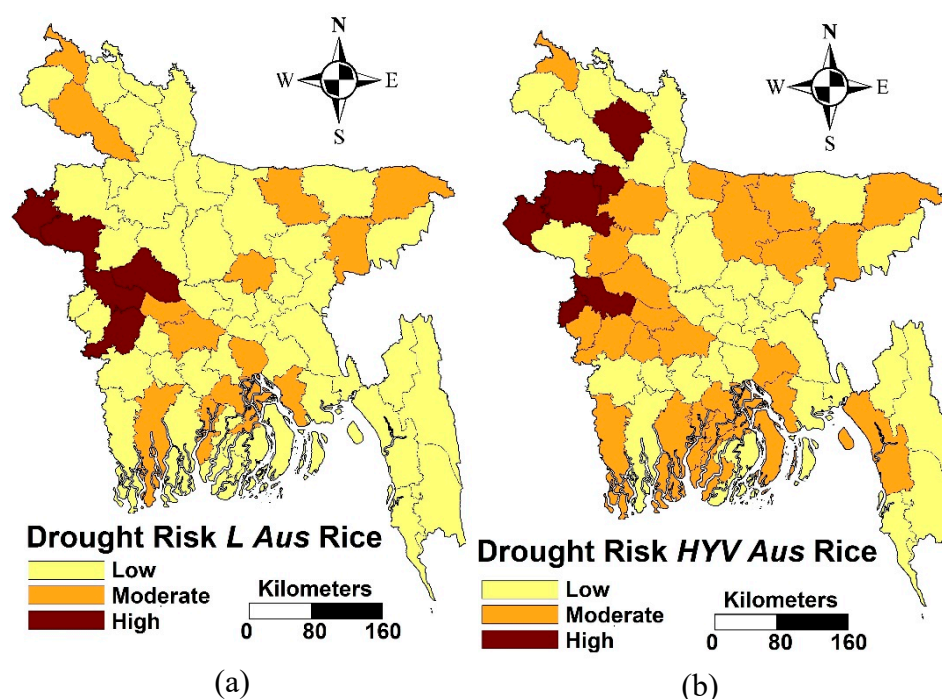 N
W E
S
Drought Risk L Aus Rice
Low
Moderate
High
Kilometers
0 80 160
(a)
N
W E
S
Drought Risk HYV Aus Rice
Low
Moderate
High
Kilometers
0 80 160
(b)